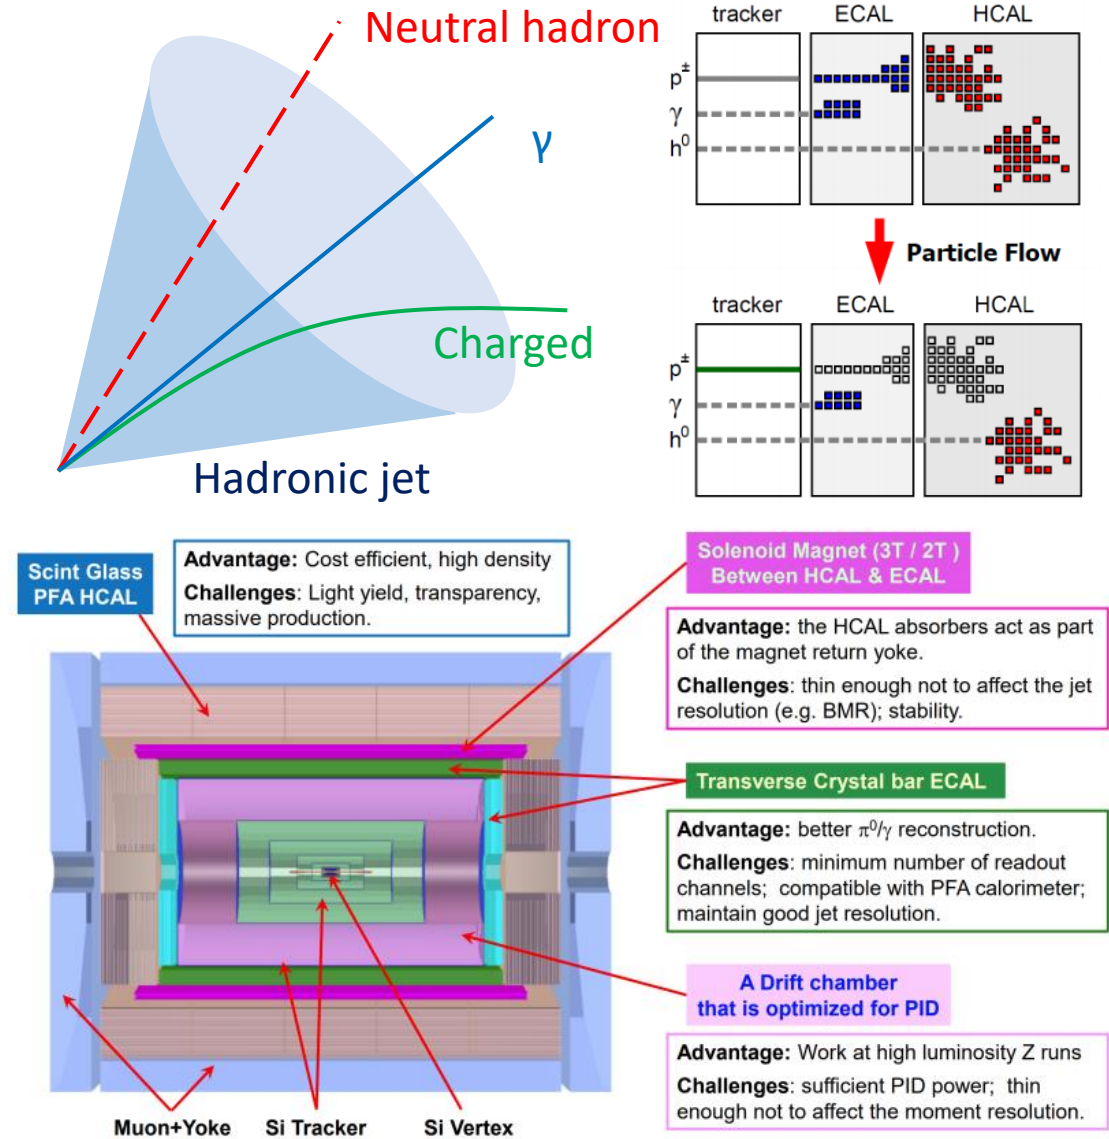 Neutral hadron
γ
Charged
Hadronic jet
tracker ECAL HCAL
p±
γ
h0
Particle Flow
tracker ECAL HCAL
p±
γ
h0
Scint Glass
PFA HCAL
Advantage: Cost efficient, high density
Challenges: Light yield, transparency,
massive production.
Solenoid Magnet (3T / 2T )
Between HCAL & ECAL
Advantage: the HCAL absorbers act as part
of the magnet return yoke.
Challenges: thin enough not to affect the jet
resolution (e.g. BMR); stability.
Transverse Crystal bar ECAL
Advantage: better π0/γ reconstruction.
Challenges: minimum number of readout
channels; compatible with PFA calorimeter;
maintain good jet resolution.
A Drift chamber
that is optimized for PID
Advantage: Work at high luminosity Z runs
Challenges: sufficient PID power; thin
enough not to affect the moment resolution.
Muon+Yoke Si Tracker Si Vertex